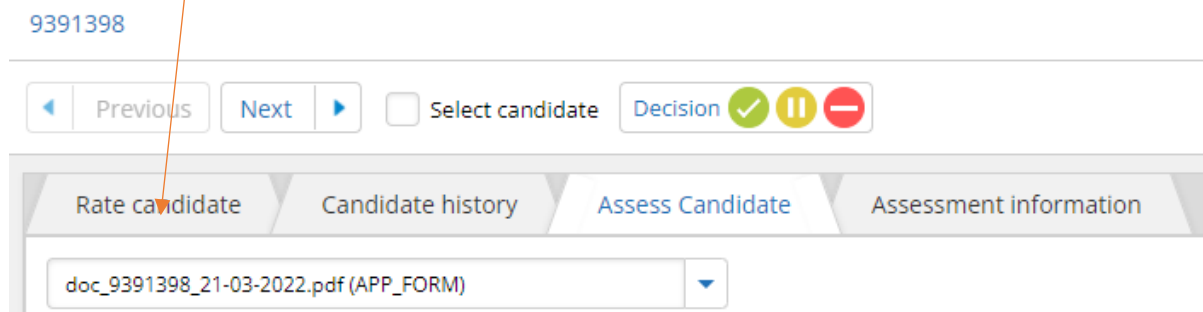 9391398
Previous Next Select candidate Decision
Rate candidate Candidate history Assess Candidate Assessment information
doc_9391398_21-03-2022.pdf (APP_FORM)